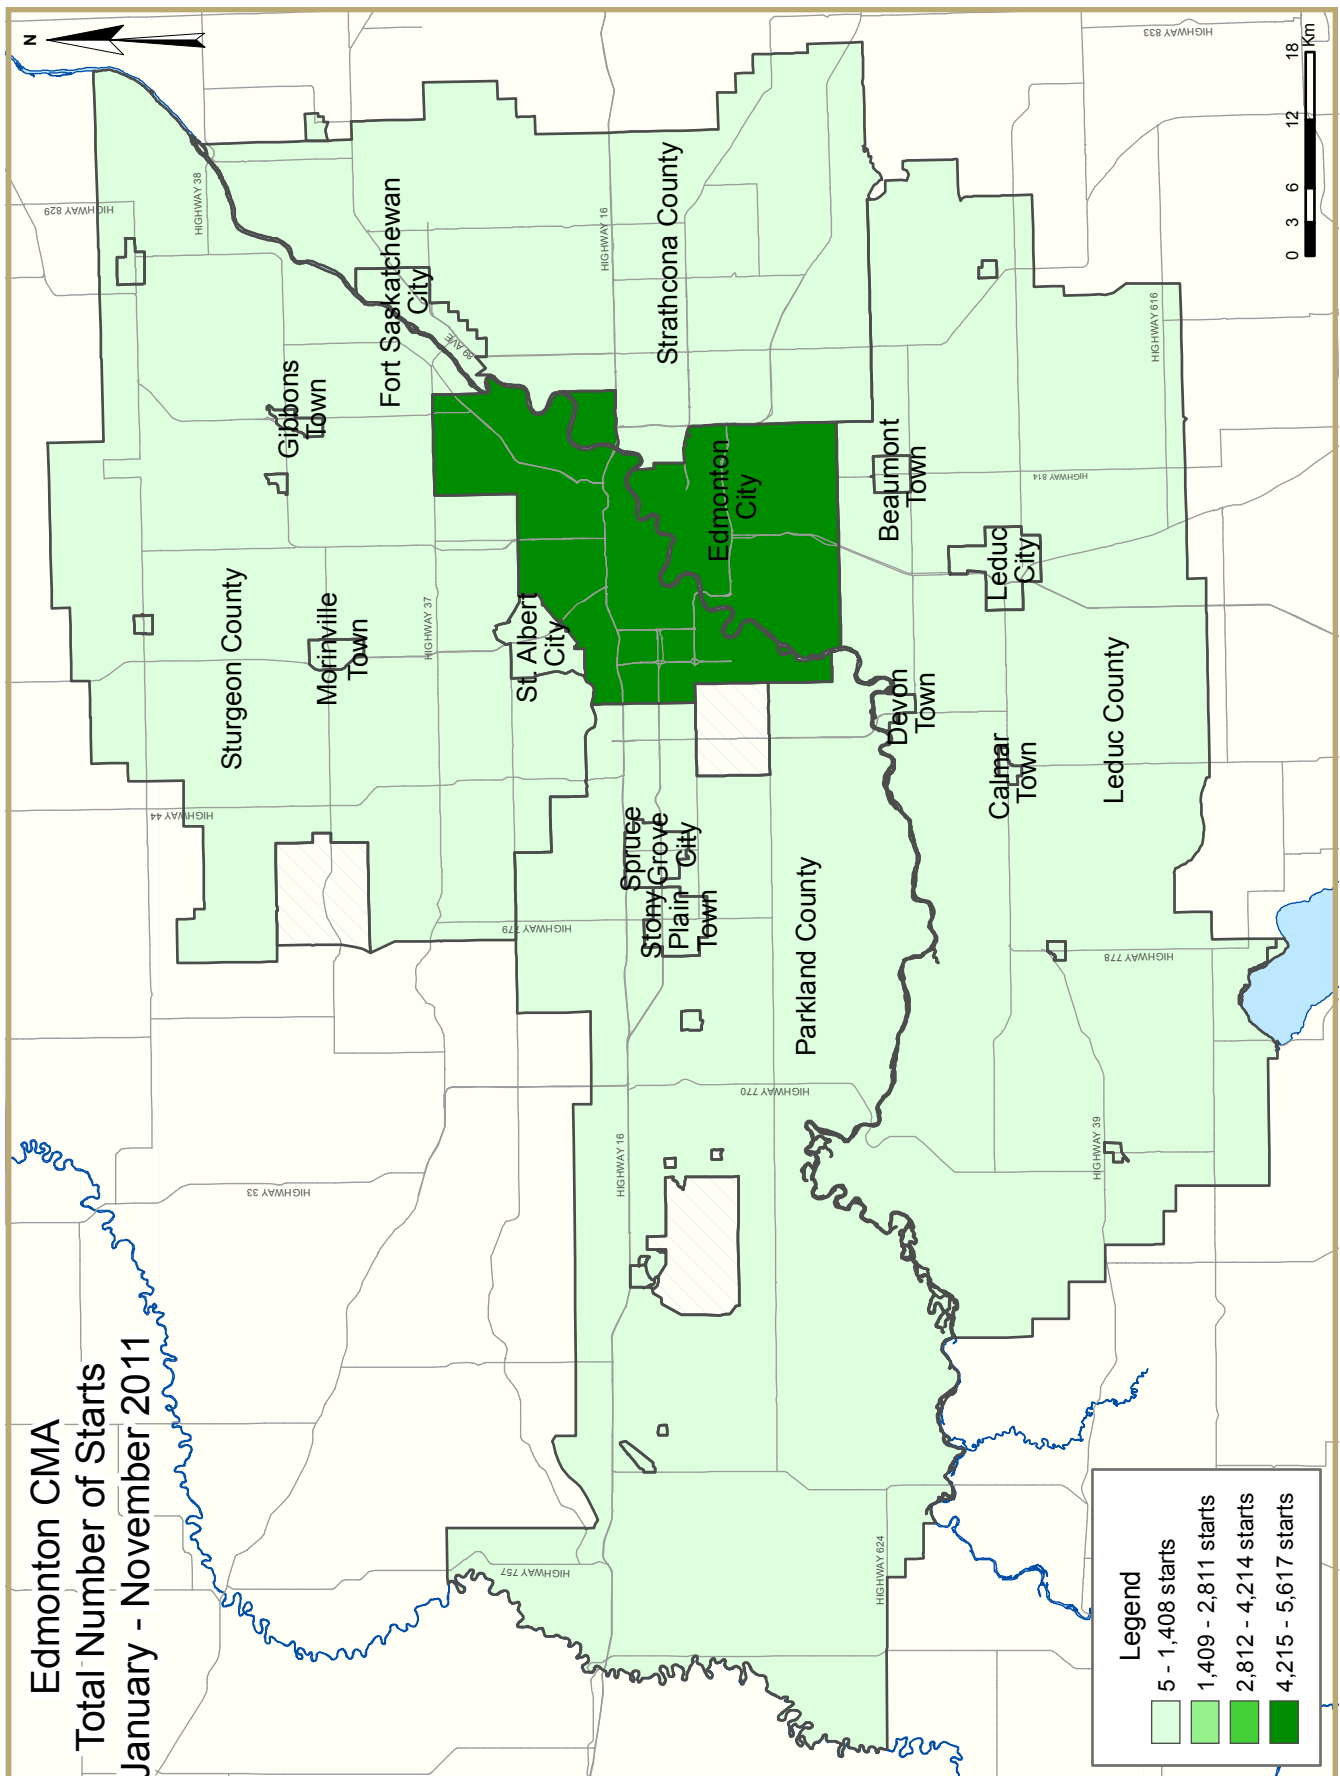 Edmonton CMA
Total Number of Starts
January - November 2011
N
HIGHWAY 829
HIGHWAY 38
HIGHWAY 833
HIGHWAY 44
HIGHWAY 37
HIGHWAY 33
HIGHWAY 779
HIGHWAY 16
HIGHWAY 16
HIGHWAY 757
HIGHWAY 770
HIGHWAY 624
HIGHWAY 778
HIGHWAY 39
HIGHWAY 814
HIGHWAY 616
89 AVE
Sturgeon County
Gibbons
Town
Morinville
Town
Fort Saskatchewan
City
St. Albert
City
Strathcona County
Edmonton
City
Spruce
Grove
City
Stony
Plain
Town
Parkland County
Beaumont
Town
Leduc
City
Devon
Town
Calmar
Town
Leduc County
Legend
5 - 1,408 starts
1,409 - 2,811 starts
2,812 - 4,214 starts
4,215 - 5,617 starts
0 3 6 12 18
Km